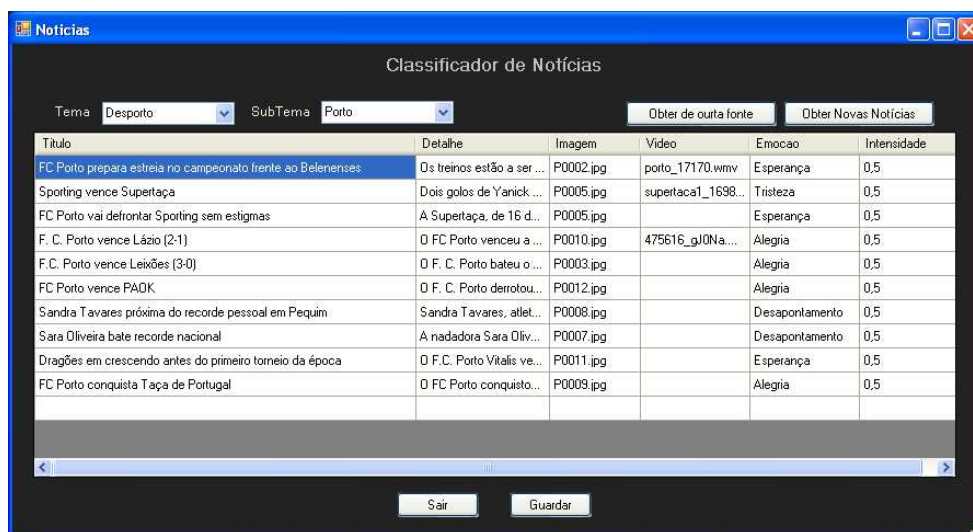 Noticias
Classificador de Notícias
Tema Desporto SubTema Porto Obter de ourta fonte Obter Novas Notícias
Titulo Detalhe Imagem Video Emocao Intensidade
FC Porto prepara estreia no campeonato frente ao Belenenses Os treinos estão a ser ... P0002.jpg porto_17170.wmv Esperança 0,5
Sporting vence Supertaça Dois golos de Yanick ... P0005.jpg supertaca1_1698... Tristeza 0,5
FC Porto vai defrontar Sporting sem estigmas A Supertaça, de 16 d... P0005.jpg Esperança 0,5
F. C. Porto vence Lázio (2-1) O FC Porto venceu a ... P0010.jpg 475616_gJ0Na.... Alegria 0,5
F.C. Porto vence Leixões (3-0) O F. C. Porto bateu o ... P0003.jpg Alegria 0,5
FC Porto vence PAOK O F. C. Porto derrotou... P0012.jpg Alegria 0,5
Sandra Tavares próxima do recorde pessoal em Pequim Sandra Tavares, atlet... P0008.jpg Desapontamento 0,5
Sara Oliveira bate recorde nacional A nadadora Sara Oliv... P0007.jpg Desapontamento 0,5
Dragões em crescendo antes do primeiro torneio da época O F.C. Porto Vitalis ve... P0011.jpg Esperança 0,5
FC Porto conquista Taça de Portugal O FC Porto conquisto... P0009.jpg Alegria 0,5
Sair Guardar